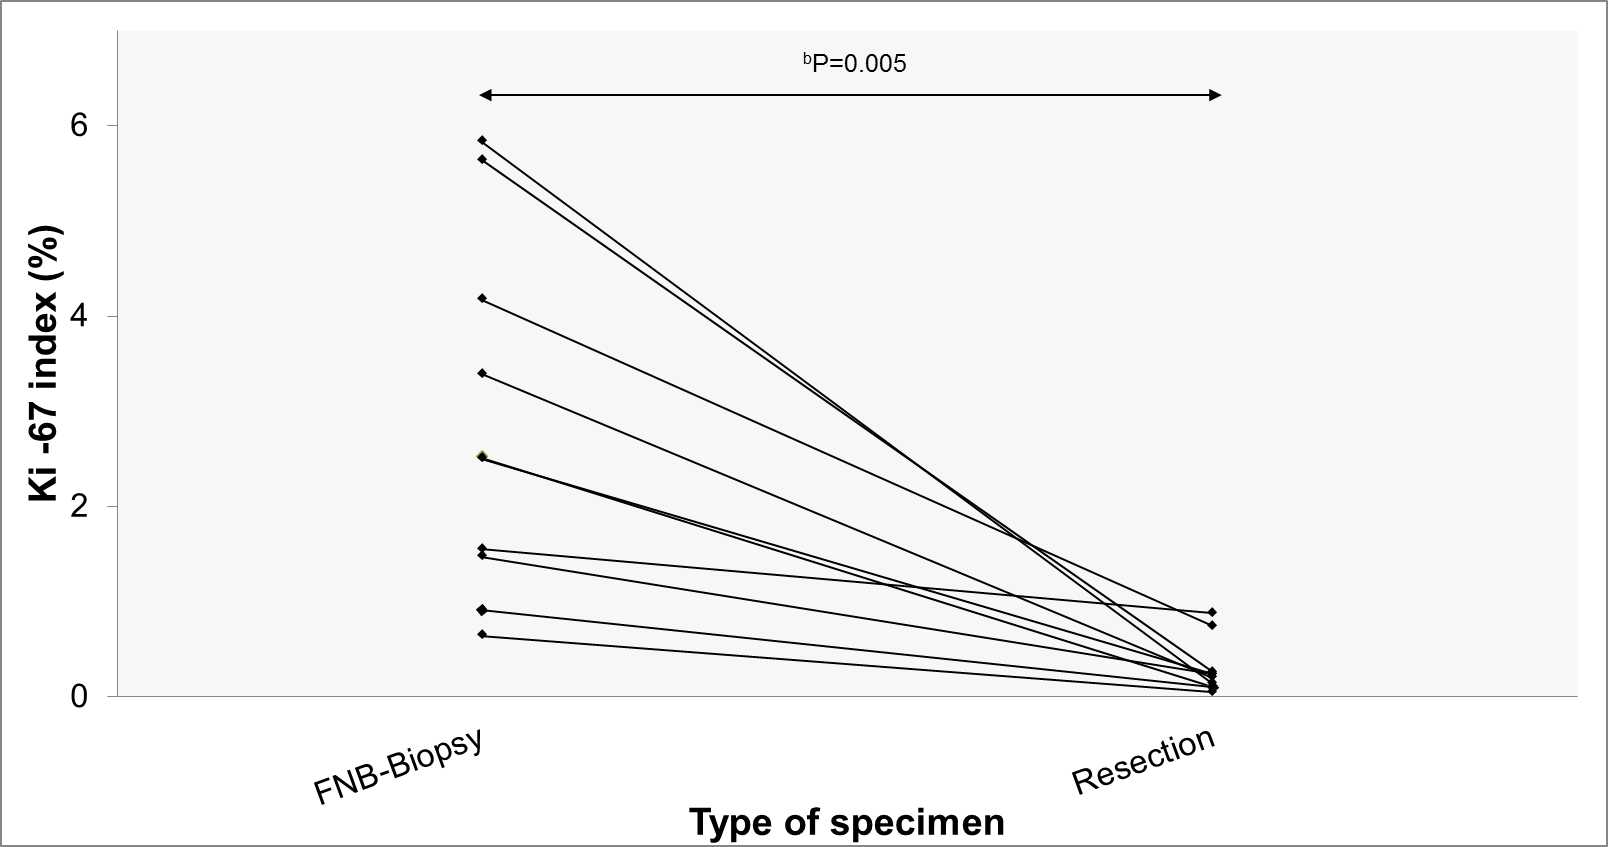 ᵇP=0.005
6
4
2
0
Ki -67 index (%)
FNB-Biopsy
Resection
Type of specimen